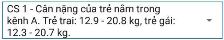 CS 1 - Cân nặng của trẻ nằm trong
kênh A. Trẻ trai: 12.9 - 20.8 kg, trẻ gái:
12.3 - 20.7 kg.